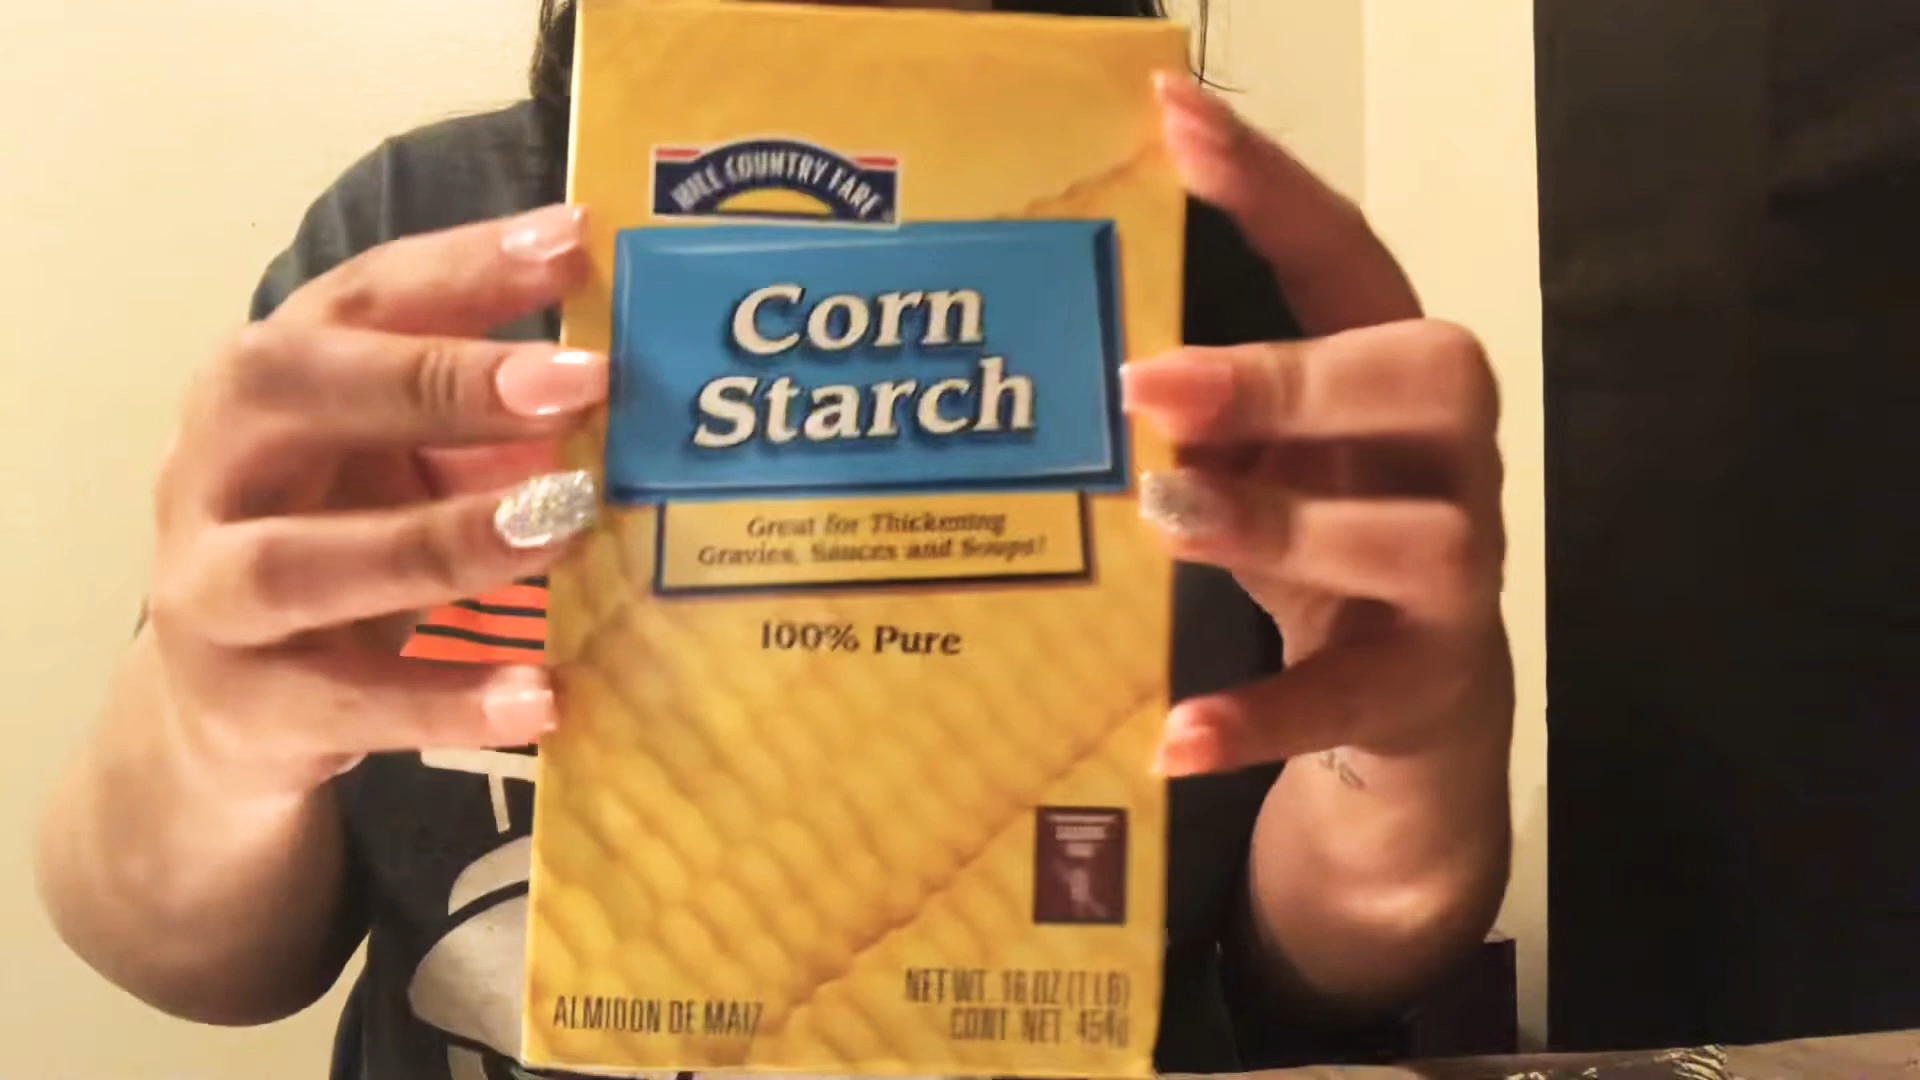 HILL COUNTRY FARE
Corn
Starch
Great for Thickening
Gravies, Sauces and Soups!
100% Pure
ALMIDON DE MAIZ
NET WT. 16 OZ (1 LB)
CONT. NET. 454g